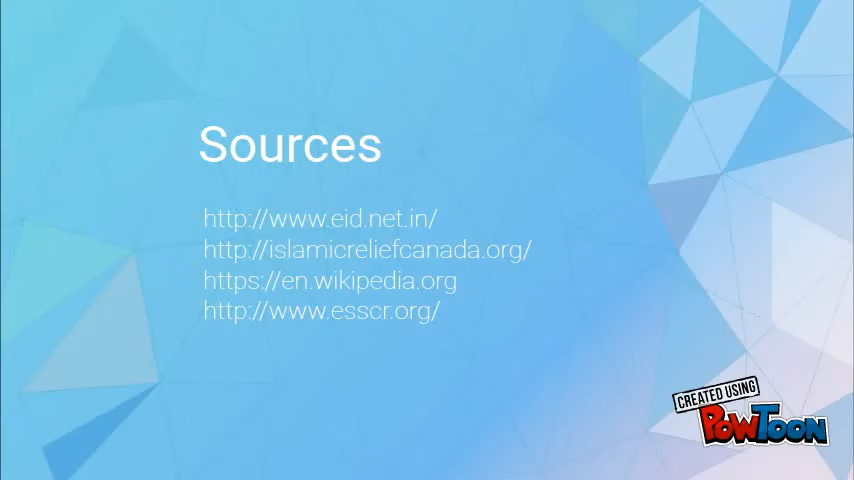 Sources
http://www.eid.net.in/
http://islamicreliefcanada.org/
https://en.wikipedia.org
http://www.esscr.org/
CREATED USING
POWTOON